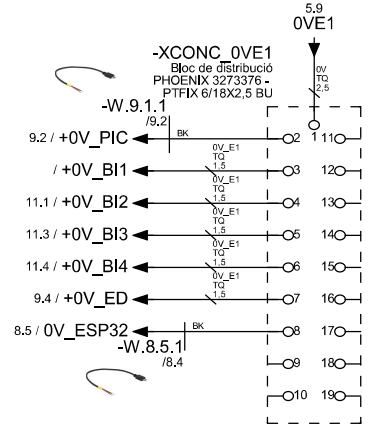 5.9
0VE1
-XCONC_0VE1
Bloc de distribució
PHOENIX 3273376 -
PTFIX 6/18X2,5 BU
0V
TQ
2,5
-W.9.1.1
/9.2
9.2 / +0V_PIC
BK
2
1
11
0V_E1
TQ
1,5
/ +0V_BI1
3
12
0V_E1
TQ
1,5
11.1 / +0V_BI2
4
13
0V_E1
TQ
1,5
11.3 / +0V_BI3
5
14
0V_E1
TQ
1,5
11.4 / +0V_BI4
6
15
0V_E1
TQ
1,5
9.4 / +0V_ED
7
16
8.5 / 0V_ESP32
BK
8
17
-W.8.5.1
/8.4
9
18
10
19